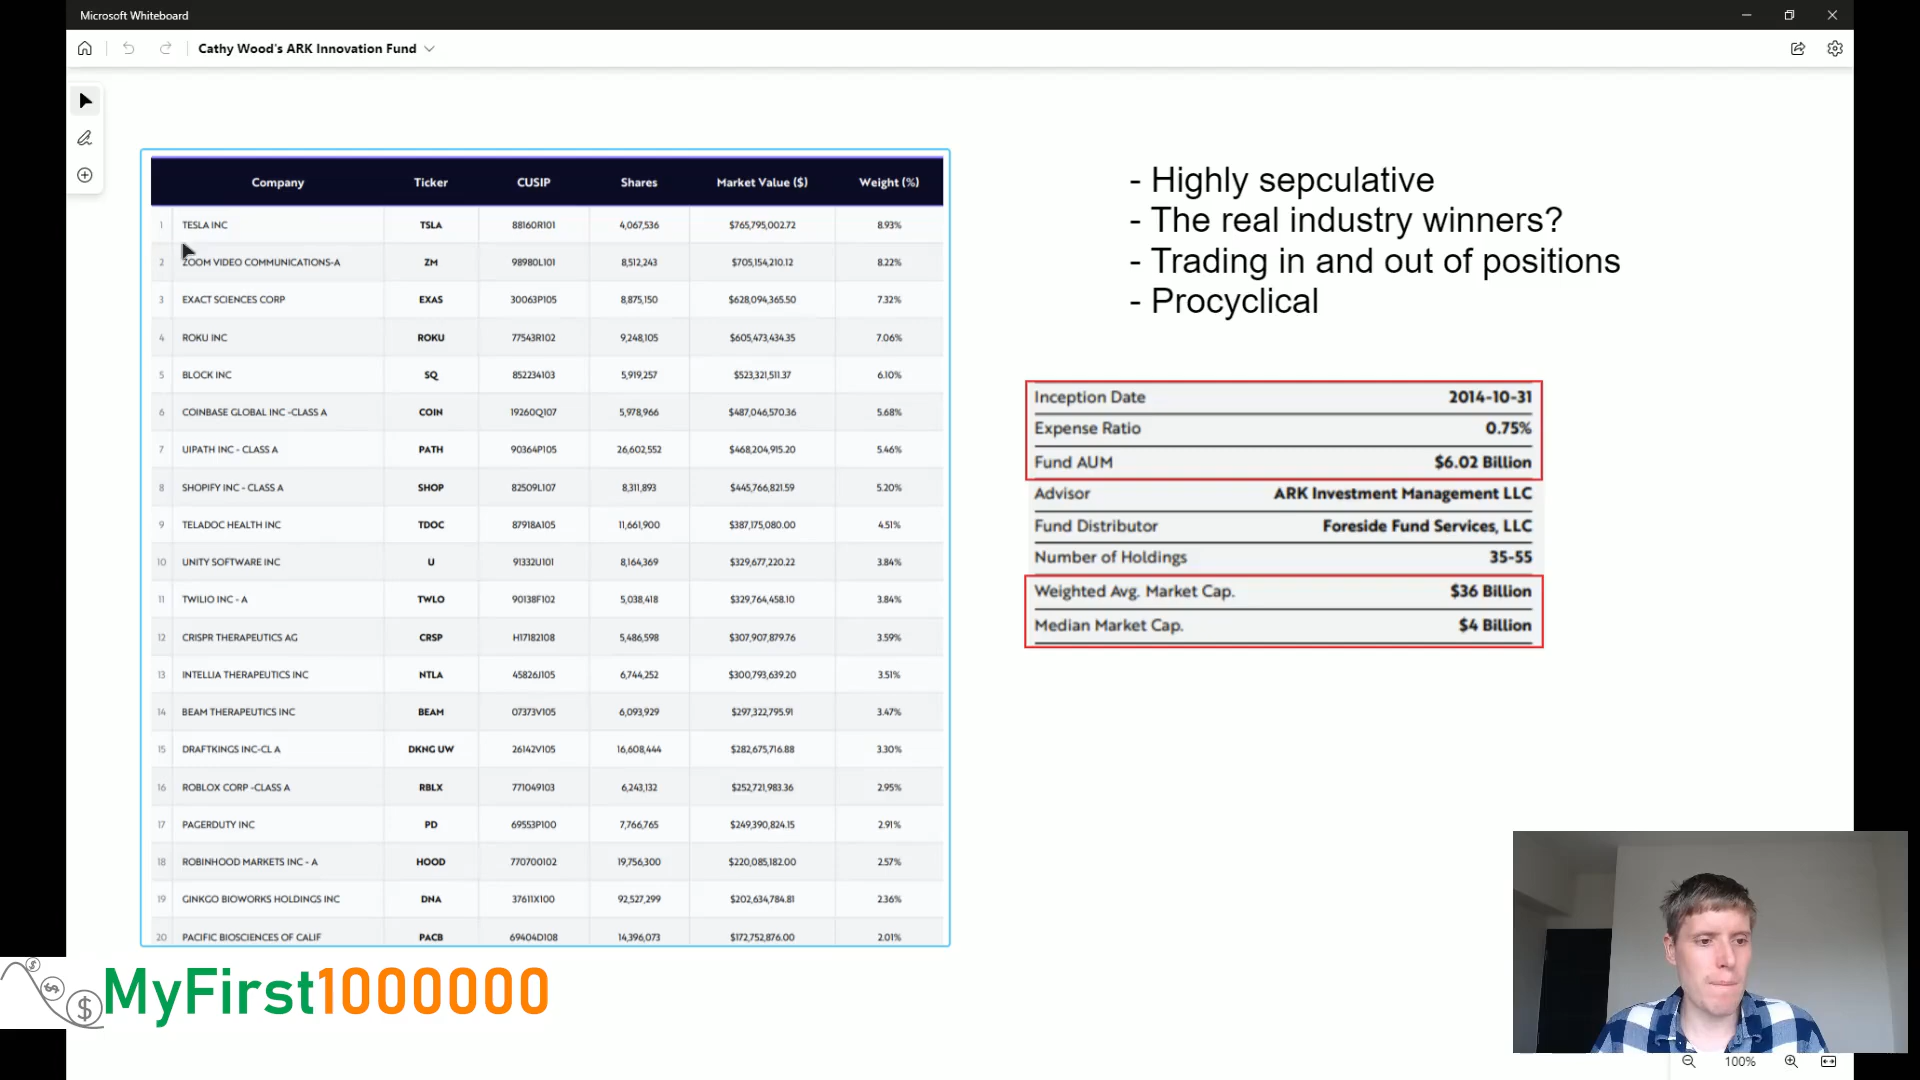 Microsoft Whiteboard
Cathy Wood's ARK Innovation Fund
Company Ticker CUSIP Shares Market Value ($) Weight (%)
1 TESLA INC TSLA 88160R101 4,067,536 $765,795,002.72 8.93%
2 ZOOM VIDEO COMMUNICATIONS-A ZM 98980L101 8,512,243 $705,154,210.12 8.22%
3 EXACT SCIENCES CORP EXAS 30063P105 8,875,150 $628,094,365.50 7.32%
4 ROKU INC ROKU 77543R102 9,248,105 $605,473,434.35 7.06%
5 BLOCK INC SQ 852234103 5,919,257 $523,321,511.37 6.10%
6 COINBASE GLOBAL INC -CLASS A COIN 19260Q107 5,978,966 $487,046,570.36 5.68%
7 UIPATH INC - CLASS A PATH 90364P105 26,602,552 $468,204,915.20 5.46%
8 SHOPIFY INC - CLASS A SHOP 82509L107 8,311,893 $445,766,821.59 5.20%
9 TELADOC HEALTH INC TDOC 87918A105 11,661,900 $387,175,080.00 4.51%
10 UNITY SOFTWARE INC U 91332U101 8,164,369 $329,677,220.22 3.84%
11 TWILIO INC - A TWLO 90138F102 5,038,418 $329,764,458.10 3.84%
12 CRISPR THERAPEUTICS AG CRSP H17182108 5,486,598 $307,907,879.76 3.59%
13 INTELLIA THERAPEUTICS INC NTLA 45826J105 6,744,252 $300,793,639.20 3.51%
14 BEAM THERAPEUTICS INC BEAM 07373V105 6,093,929 $297,322,795.91 3.47%
15 DRAFTKINGS INC-CL A DKNG UW 26142V105 16,608,444 $282,675,716.88 3.30%
16 ROBLOX CORP -CLASS A RBLX 771049103 6,243,132 $252,721,983.36 2.95%
17 PAGERDUTY INC PD 69553P100 7,766,765 $249,390,824.15 2.91%
18 ROBINHOOD MARKETS INC - A HOOD 770700102 19,756,300 $220,085,182.00 2.57%
19 GINKGO BIOWORKS HOLDINGS INC DNA 37611X100 92,527,299 $202,634,784.81 2.36%
20 PACIFIC BIOSCIENCES OF CALIF PACB 69404D108 14,396,073 $172,752,876.00 2.01%
- Highly sepculative
- The real industry winners?
- Trading in and out of positions
- Procyclical
Inception Date 2014-10-31
Expense Ratio 0.75%
Fund AUM $6.02 Billion
Advisor ARK Investment Management LLC
Fund Distributor Foreside Fund Services, LLC
Number of Holdings 35-55
Weighted Avg. Market Cap. $36 Billion
Median Market Cap. $4 Billion
MyFirst1000000
100%